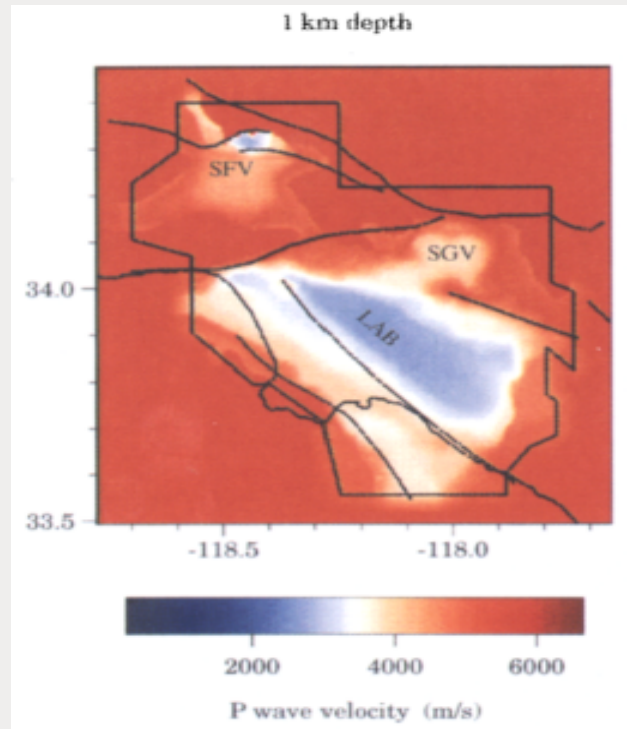 1 km depth
SFV
SGV
34.0
LAB
33.5
-118.5 -118.0
2000 4000 6000
P wave velocity (m/s)